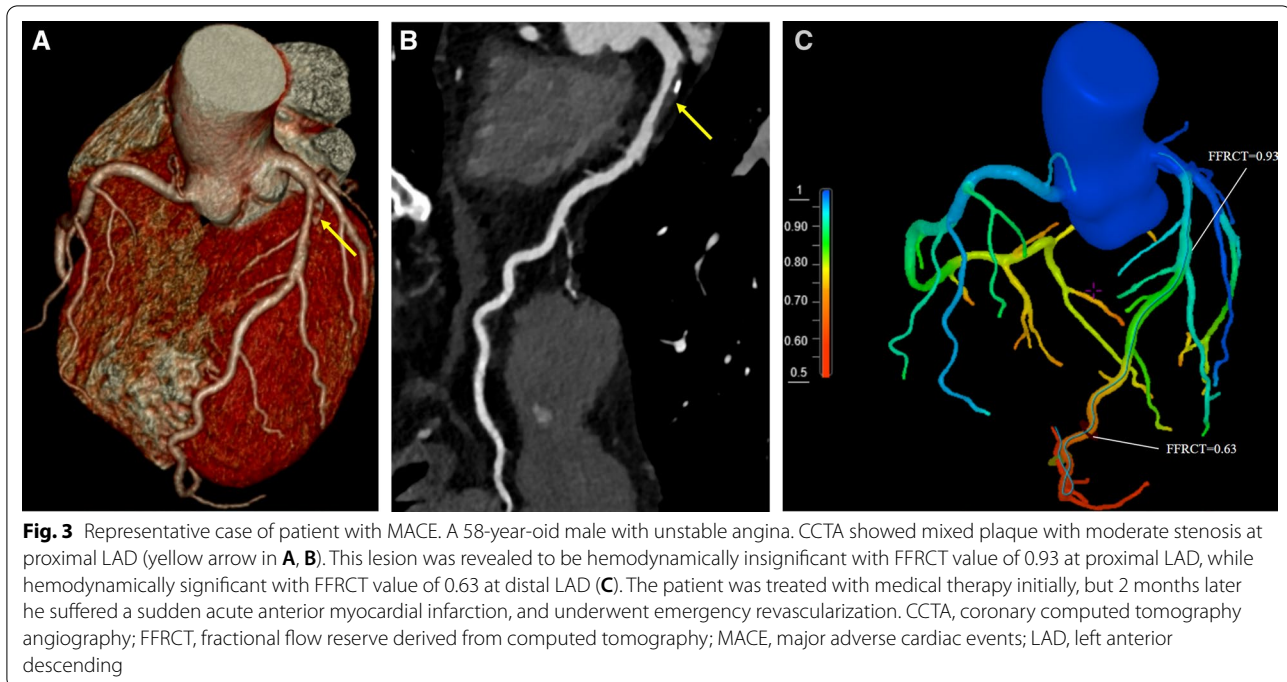 A
B
C
FFRCT=0.93
1
0.90
0.80
0.70
0.60
0.5
FFRCT=0.63
Fig. 3 Representative case of patient with MACE. A 58-year-oid male with unstable angina. CCTA showed mixed plaque with moderate stenosis at
proximal LAD (yellow arrow in A, B). This lesion was revealed to be hemodynamically insignificant with FFRCT value of 0.93 at proximal LAD, while
hemodynamically significant with FFRCT value of 0.63 at distal LAD (C). The patient was treated with medical therapy initially, but 2 months later
he suffered a sudden acute anterior myocardial infarction, and underwent emergency revascularization. CCTA, coronary computed tomography
angiography; FFRCT, fractional flow reserve derived from computed tomography; MACE, major adverse cardiac events; LAD, left anterior
descending